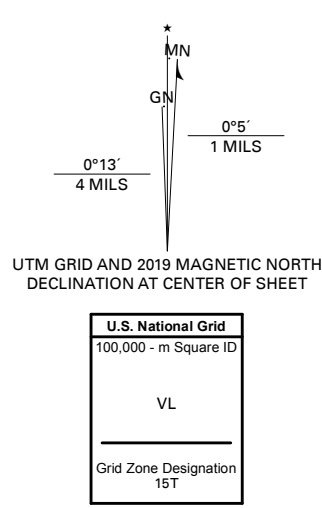 ★
MN
GN
0°5´
1 MILS
0°13´
4 MILS
UTM GRID AND 2019 MAGNETIC NORTH
DECLINATION AT CENTER OF SHEET
U.S. National Grid
100,000 - m Square ID
VL
Grid Zone Designation
15T